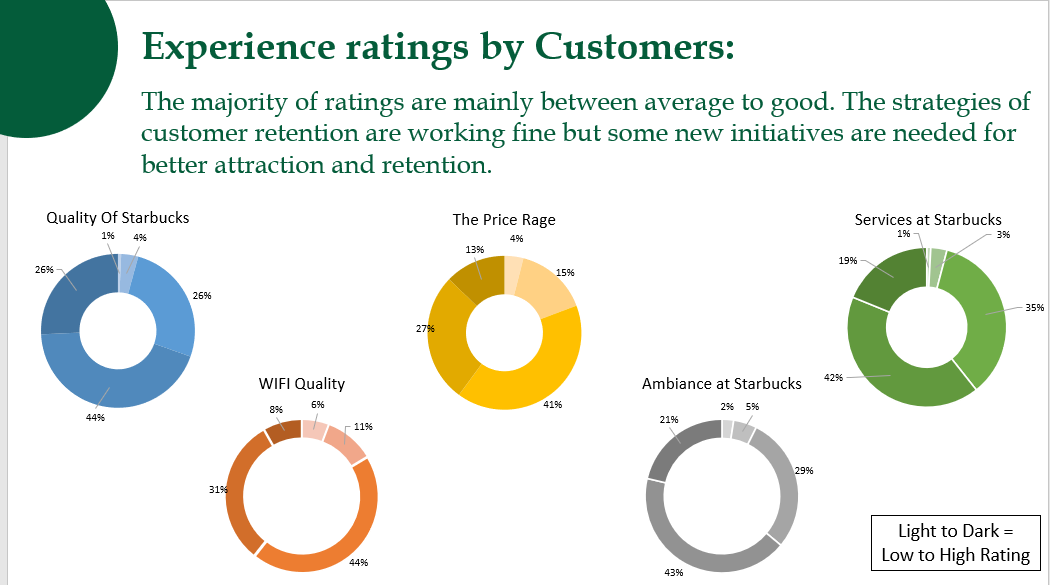 Experience ratings by Customers:
The majority of ratings are mainly between average to good. The strategies of
customer retention are working fine but some new initiatives are needed for
better attraction and retention.
Quality Of Starbucks
1%
4%
26%
26%
44%
The Price Rage
4%
13%
15%
27%
41%
Services at Starbucks
1%
3%
19%
35%
42%
WIFI Quality
6%
8%
11%
31%
44%
Ambiance at Starbucks
2%
5%
21%
29%
43%
Light to Dark =
Low to High Rating